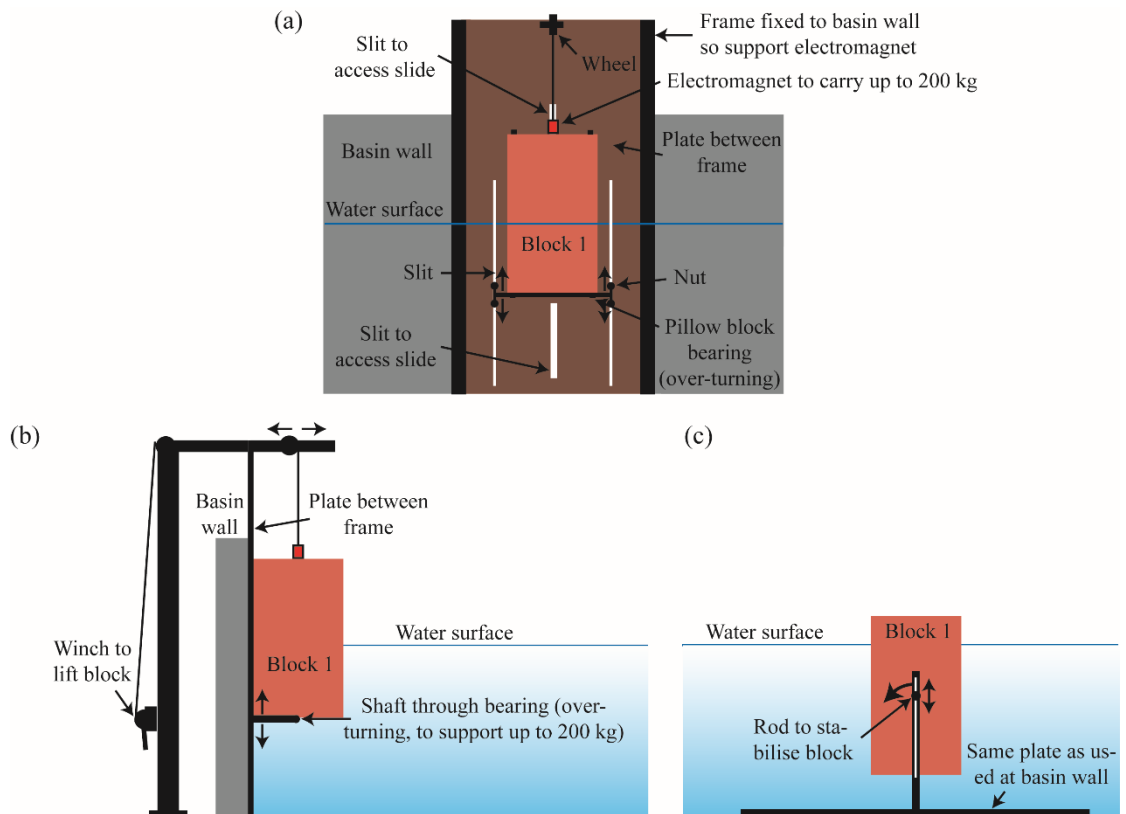 (a)
Slit to
access slide
Wheel
Frame fixed to basin wall
so support electromagnet
Electromagnet to carry up to 200 kg
Basin wall
Plate between
frame
Water surface
Block 1
Slit
Nut
Slit to
access slide
Pillow block
bearing
(over-turning)
(b)
Basin
wall
Plate between
frame
Winch to
lift block
Water surface
Block 1
Shaft through bearing (over-
turning, to support up to 200 kg)
(c)
Water surface
Block 1
Rod to sta-
bilise block
Same plate as us-
ed at basin wall